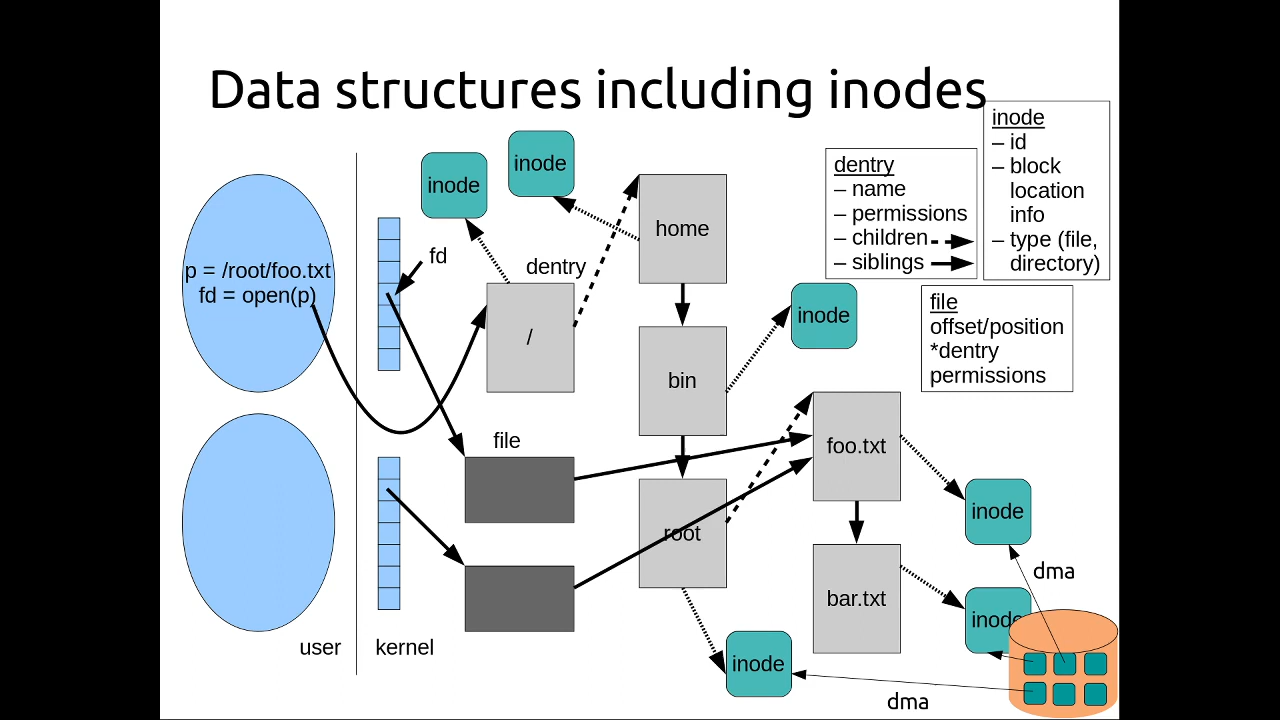 Data structures including inodes
inode
– id
– block
location
info
– type (file,
directory)
dentry
– name
– permissions
– children
– siblings
file
offset/position
*dentry
permissions
p = /root/foo.txt
fd = open(p)
fd
inode
inode
dentry
/
home
bin
root
inode
file
foo.txt
bar.txt
inode
inode
inode
dma
dma
user
kernel